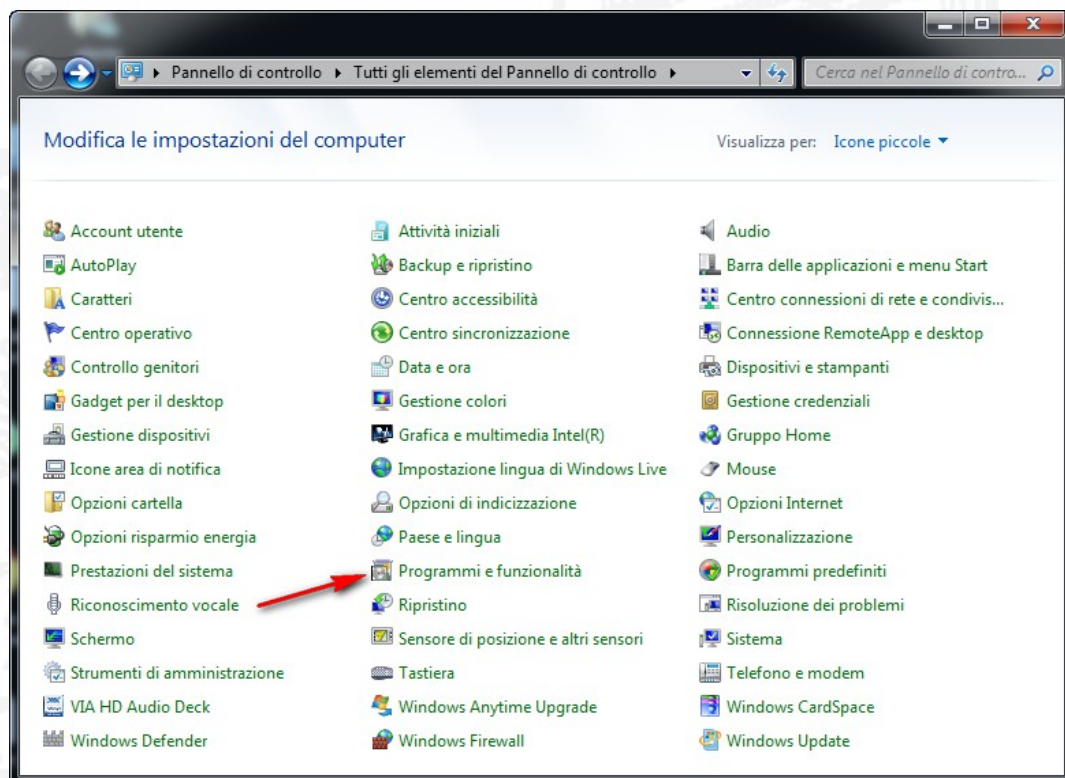 Pannello di controllo Tutti gli elementi del Pannello di controllo Cerca nel Pannello di contro...
Modifica le impostazioni del computer Visualizza per: Icone piccole
Account utente Attività iniziali Audio
AutoPlay Backup e ripristino Barra delle applicazioni e menu Start
Caratteri Centro accessibilità Centro connessioni di rete e condivis...
Centro operativo Centro sincronizzazione Connessione RemoteApp e desktop
Controllo genitori Data e ora Dispositivi e stampanti
Gadget per il desktop Gestione colori Gestione credenziali
Gestione dispositivi Grafica e multimedia Intel(R) Gruppo Home
Icone area di notifica Impostazione lingua di Windows Live Mouse
Opzioni cartella Opzioni di indicizzazione Opzioni Internet
Opzioni risparmio energia Paese e lingua Personalizzazione
Prestazioni del sistema Programmi e funzionalità Programmi predefiniti
Riconoscimento vocale Ripristino Risoluzione dei problemi
Schermo Sensore di posizione e altri sensori Sistema
Strumenti di amministrazione Tastiera Telefono e modem
VIA HD Audio Deck Windows Anytime Upgrade Windows CardSpace
Windows Defender Windows Firewall Windows Update